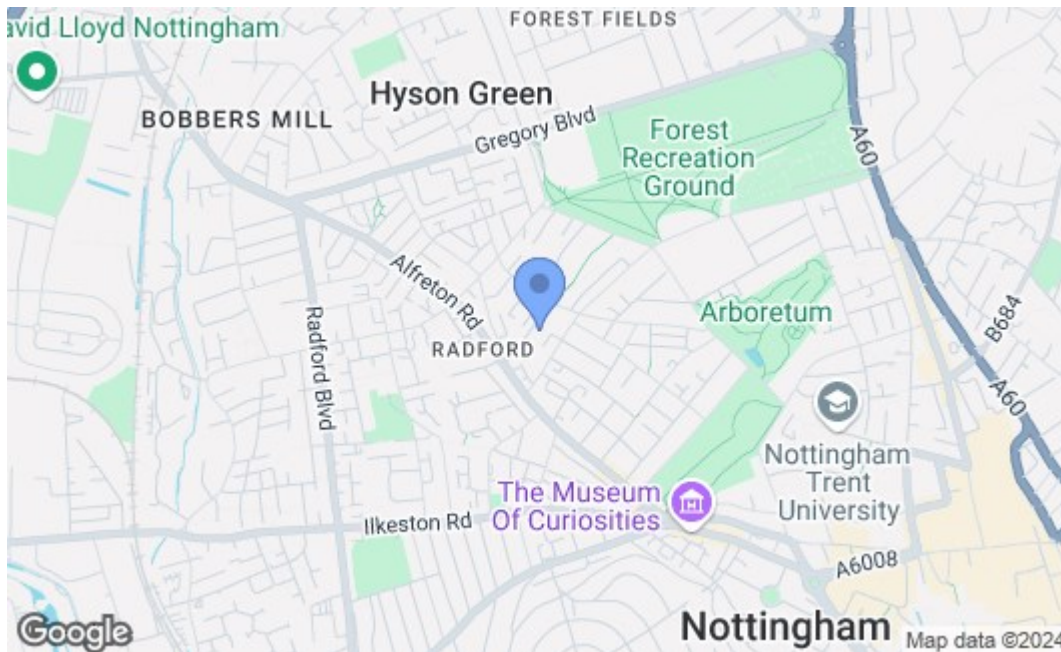 FOREST FIELDS
avid Lloyd Nottingham
Hyson Green
BOBBERS MILL
Gregory Blvd
Forest
Recreation
Ground
A60
Alfreton Rd
Arboretum
B684
RADFORD
Radford Blvd
A60
Nottingham
Trent
University
The Museum
Of Curiosities
Ilkeston Rd
A6008
Nottingham
Google
Map data ©2024